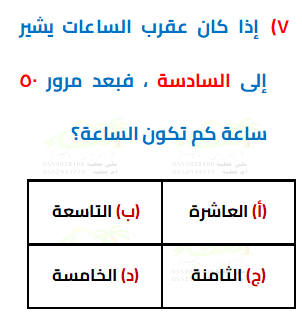 ٧) إذا كان عقرب الساعات يشير
إلى السادسة ، فبعد مرور ٥٠
ساعة كم تكون الساعة؟
(أ) العاشرة
(ب) التاسعة
(ج) الثامنة
(د) الخامسة